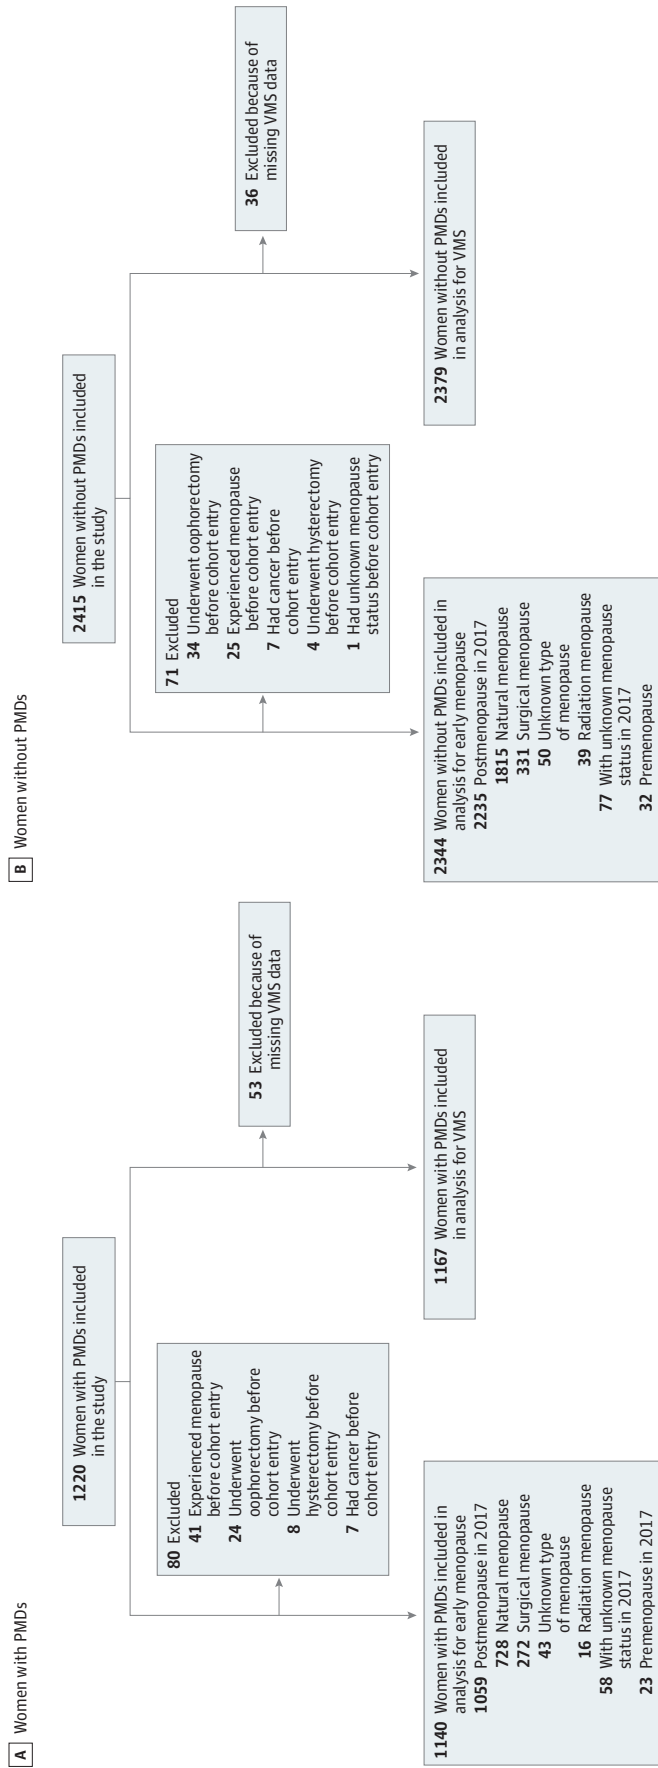 A Women with PMDs
1220 Women with PMDs included
in the study
80 Excluded
41 Experienced menopause
before cohort entry
24 Underwent
oophorectomy before
cohort entry
8 Underwent
hysterectomy before
cohort entry
7 Had cancer before
cohort entry
53 Excluded because of
missing VMS data
1140 Women with PMDs included in
analysis for early menopause
1059 Postmenopause in 2017
728 Natural menopause
272 Surgical menopause
43 Unknown type
of menopause
16 Radiation menopause
58 With unknown menopause
status in 2017
23 Premenopause in 2017
1167 Women with PMDs included
in analysis for VMS
B Women without PMDs
2415 Women without PMDs included
in the study
71 Excluded
34 Underwent oophorectomy
before cohort entry
25 Experienced menopause
before cohort entry
7 Had cancer before
cohort entry
4 Underwent hysterectomy
before cohort entry
1 Had unknown menopause
status before cohort entry
36 Excluded because of
missing VMS data
2344 Women without PMDs included in
analysis for early menopause
2235 Postmenopause in 2017
1815 Natural menopause
331 Surgical menopause
50 Unknown type
of menopause
39 Radiation menopause
77 With unknown menopause
status in 2017
32 Premenopause
2379 Women without PMDs included
in analysis for VMS